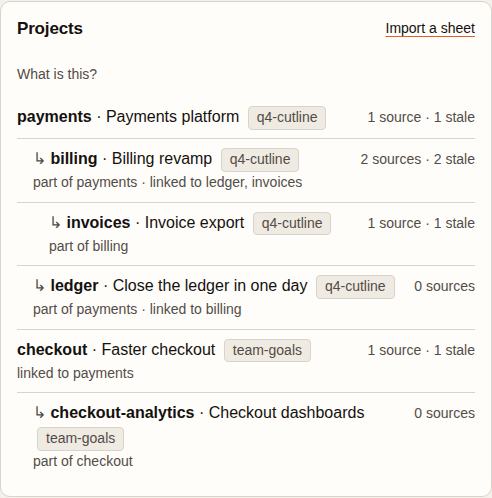 Projects Import a sheet
What is this?
payments · Payments platform q4-cutline 1 source · 1 stale
↳ billing · Billing revamp q4-cutline 2 sources · 2 stale
part of payments · linked to ledger, invoices
↳ invoices · Invoice export q4-cutline 1 source · 1 stale
part of billing
↳ ledger · Close the ledger in one day q4-cutline 0 sources
part of payments · linked to billing
checkout · Faster checkout team-goals 1 source · 1 stale
linked to payments
↳ checkout-analytics · Checkout dashboards 0 sources
team-goals
part of checkout